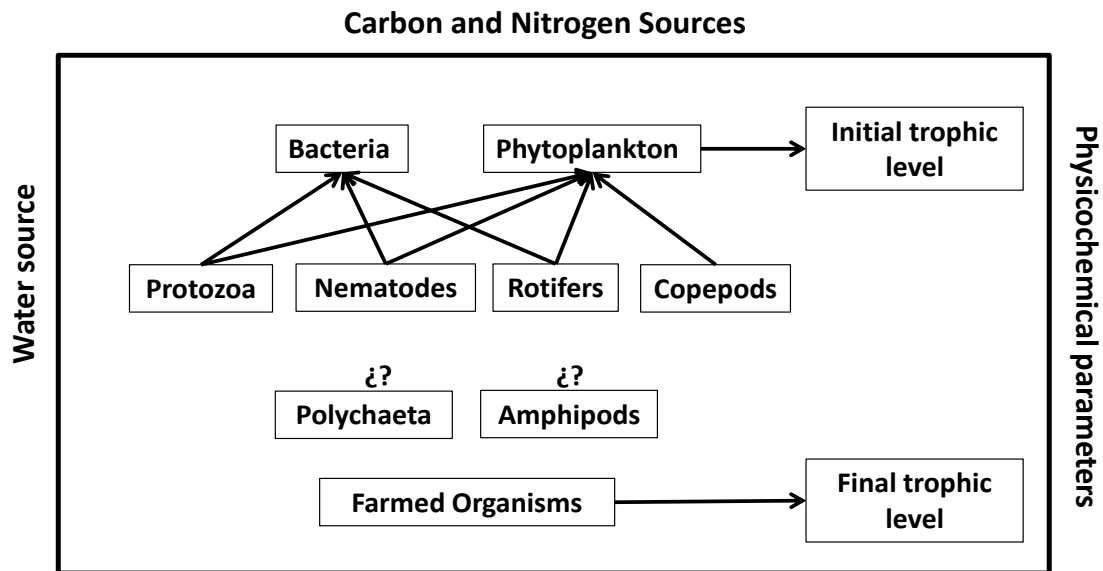 Carbon and Nitrogen Sources
Water source
Physicochemical parameters
Bacteria
Phytoplankton
Initial trophic
level
Protozoa
Nematodes
Rotifers
Copepods
¿?
¿?
Polychaeta
Amphipods
Farmed Organisms
Final trophic
level